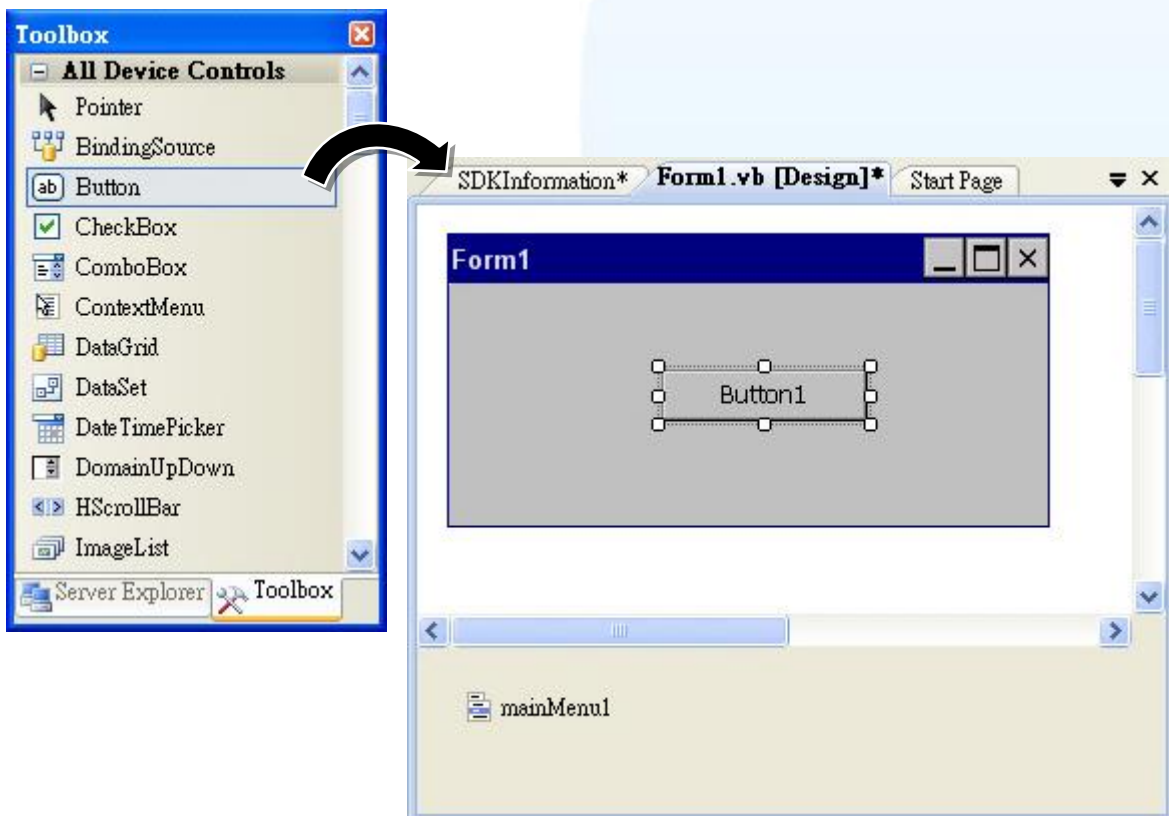 Toolbox
All Device Controls
Pointer
BindingSource
ab Button
CheckBox
ComboBox
ContextMenu
DataGrid
DataSet
DateTimePicker
DomainUpDown
HScrollBar
ImageList
Server Explorer Toolbox
SDKInformation* Form1.vb [Design]* Start Page
Form1
Button1
mainMenu1